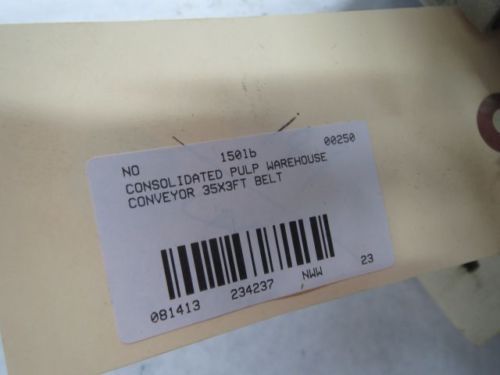 NO 1501b 00250
CONSOLIDATED PULP WAREHOUSE
CONVEYOR 35X3FT BELT
081413 234237 NWW 23